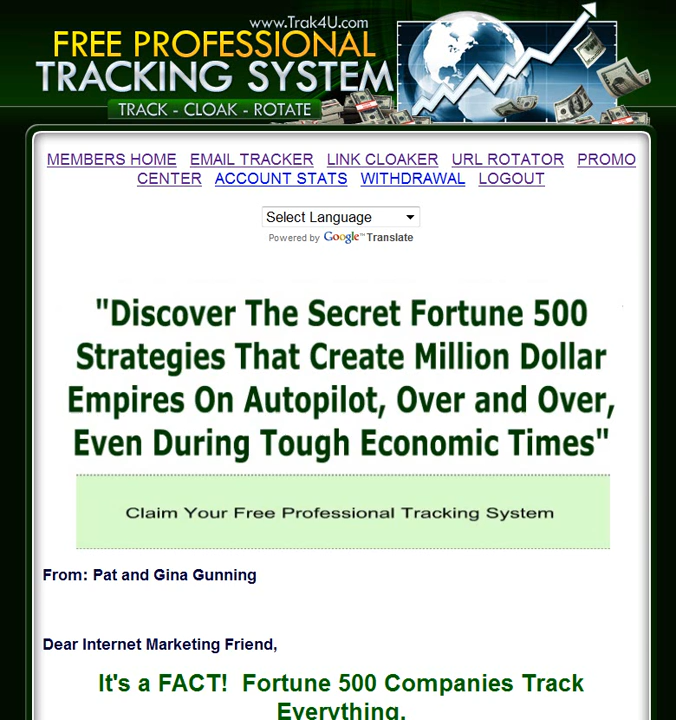 www.Trak4U.com
FREE PROFESSIONAL
TRACKING SYSTEM
TRACK - CLOAK - ROTATE
MEMBERS HOME EMAIL TRACKER LINK CLOAKER URL ROTATOR PROMO
CENTER ACCOUNT STATS WITHDRAWAL LOGOUT
Select Language
Powered by Google™ Translate
"Discover The Secret Fortune 500
Strategies That Create Million Dollar
Empires On Autopilot, Over and Over,
Even During Tough Economic Times"
Claim Your Free Professional Tracking System
From: Pat and Gina Gunning
Dear Internet Marketing Friend,
It's a FACT! Fortune 500 Companies Track
Everything.